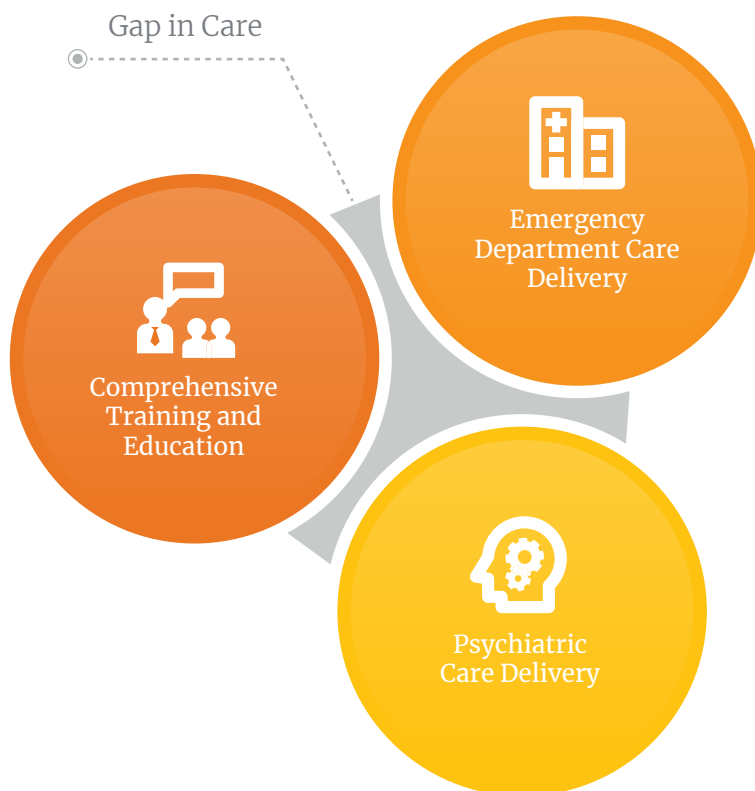 Gap in Care
Emergency
Department Care
Delivery
Comprehensive
Training and
Education
Psychiatric
Care Delivery